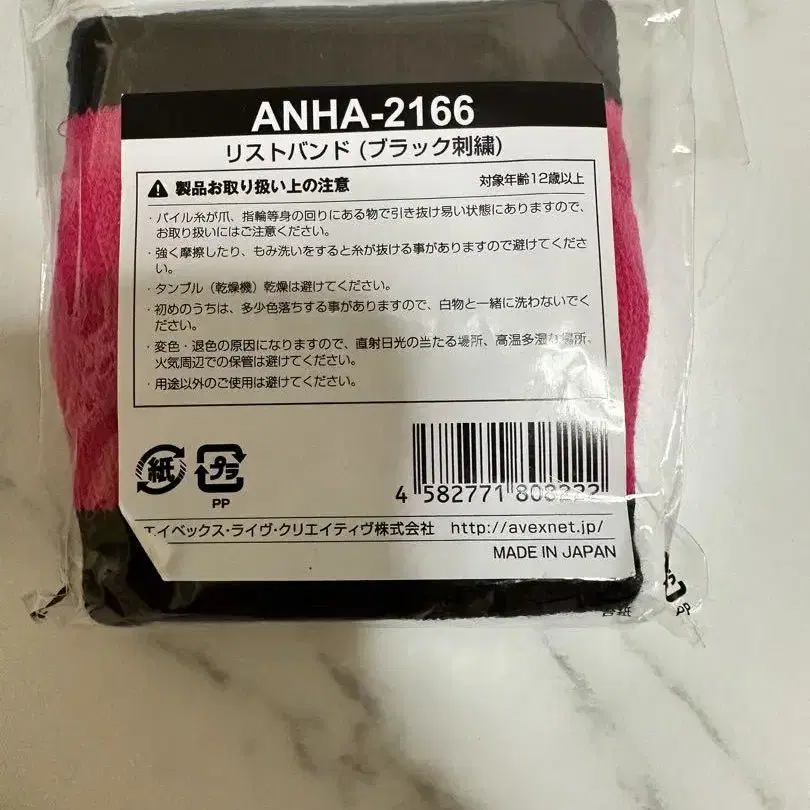 ANHA-2166
リストバンド (ブラック刺繍)
製品お取り扱い上の注意
対象年齢12歳以上
・パイル糸が爪、指輪等身の回りにある物で引き抜け易い状態にありますので、
お取り扱いにはご注意ください。
・強く摩擦したり、もみ洗いをすると糸が抜ける事がありますので避けてくださ
い。
・タンブル（乾燥機）乾燥は避けてください。
・初めのうちは、多少色落ちする事がありますので、白物と一緒に洗わないでく
ださい。
・変色・退色の原因になりますので、直射日光の当たる場所、高温多湿な場所、
火気周辺での保管は避けてください。
・用途以外のご使用は避けてください。
紙
プラ
PP
4 582771 808222
エイベックス・ライヴ・クリエイティヴ株式会社 http://avexnet.jp/
MADE IN JAPAN
台紙
PP